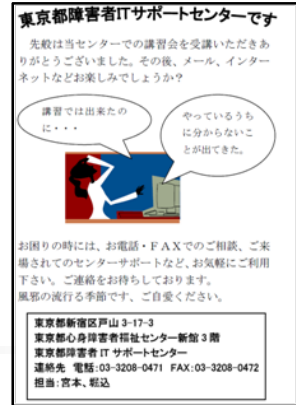 東京都障害者ITサポートセンターです
先般は当センターでの講習会を受講いただきあ
りがとうございました。その後、メール、インター
ネットなどお楽しみでしょうか？
講習では出来たの
に・・・
やっているうち
に分からないこ
とが出てきた。
お困りの時には、お電話・ＦＡＸでのご相談、ご来
場されてのセンターサポートなど、お気軽にご利用
下さい。ご連絡をお待ちしております。
風邪の流行る季節です、ご自愛ください。
東京都新宿区戸山 3-17-3
東京都心身障害者福祉センター新館 3 階
東京都障害者 IT サポートセンター
連絡先　電話:03-3208-0471　FAX:03-3208-0472
担当:宮本、堀込